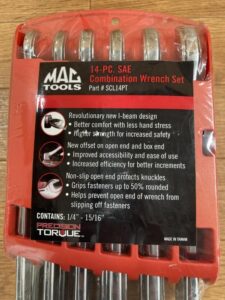 MAC
TOOLS
14-PC. SAE
Combination Wrench Set
Part # SCL14PT
Revolutionary new I-beam design
• Better comfort with less hand stress
• Higher strength for increased safety
New offset on open end and box end
• Improved accessibility and ease of use
• Increased efficiency for better increments
Non-slip open end protects knuckles
• Grips fasteners up to 50% rounded
• Helps prevent open end of wrench from
slipping off fasteners
CONTAINS: 1/4" - 15/16"
PRECISION
TORQUE
MADE IN TAIWAN